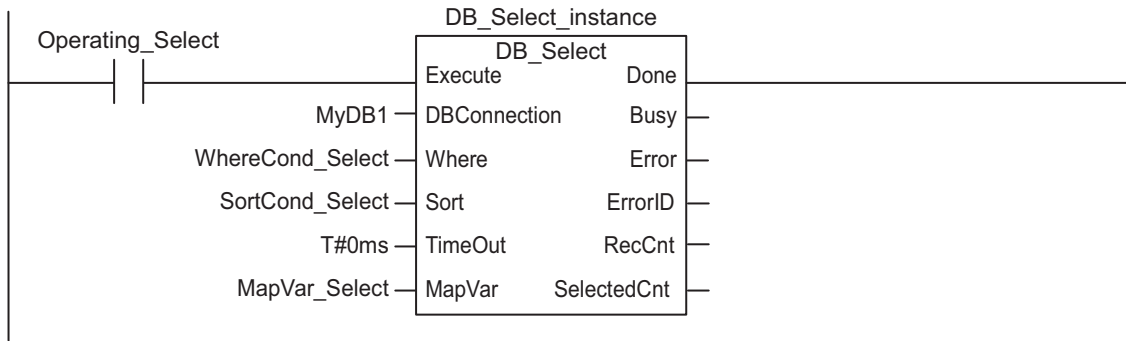 DB_Select_instance
Operating_Select
DB_Select
Execute Done
MyDB1 DBConnection Busy
WhereCond_Select Where Error
SortCond_Select Sort ErrorID
T#0ms TimeOut RecCnt
MapVar_Select MapVar SelectedCnt